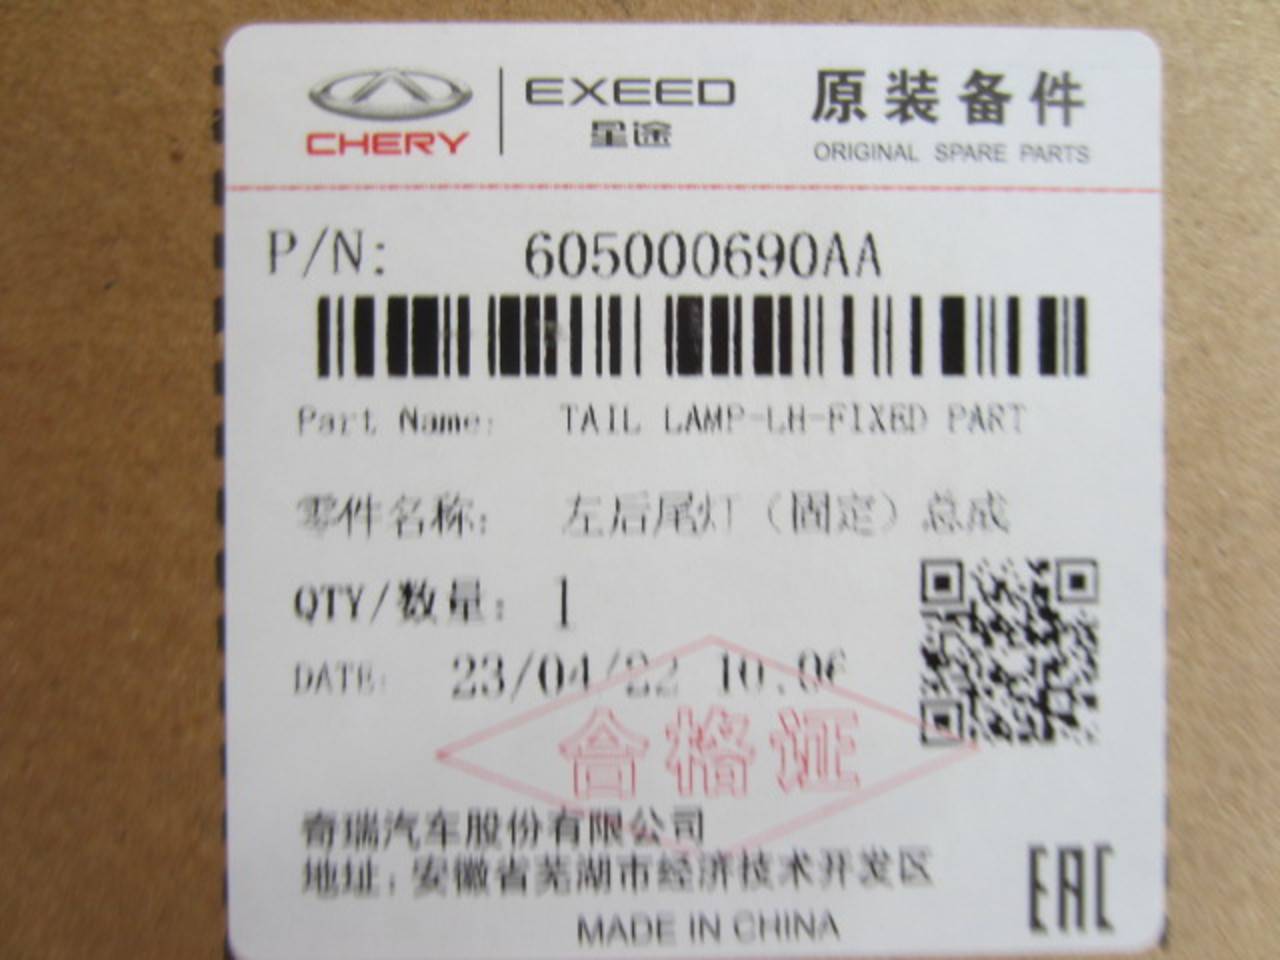 CHERY
EXEED
星途
原装备件
ORIGINAL SPARE PARTS
P/N: 605000690AA
Part Name: TAIL LAMP-LH-FIXED PART
零件名称: 左后尾灯（固定）总成
QTY/数量: 1
DATE: 23/04/22 10:06
合格证
奇瑞汽车股份有限公司
地址: 安徽省芜湖市经济技术开发区
MADE IN CHINA
EAC